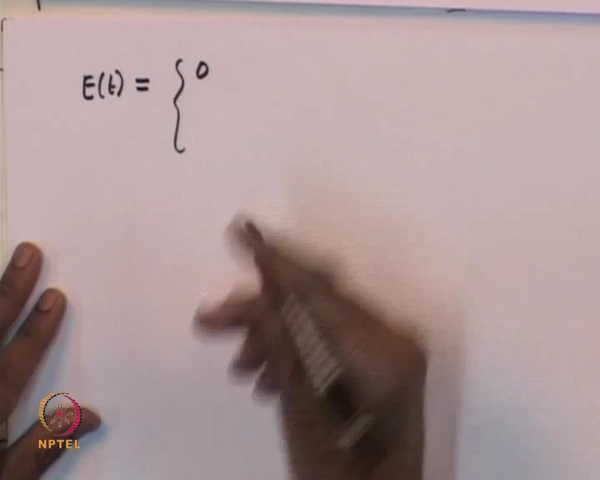 E(t) = { 0
NPTEL